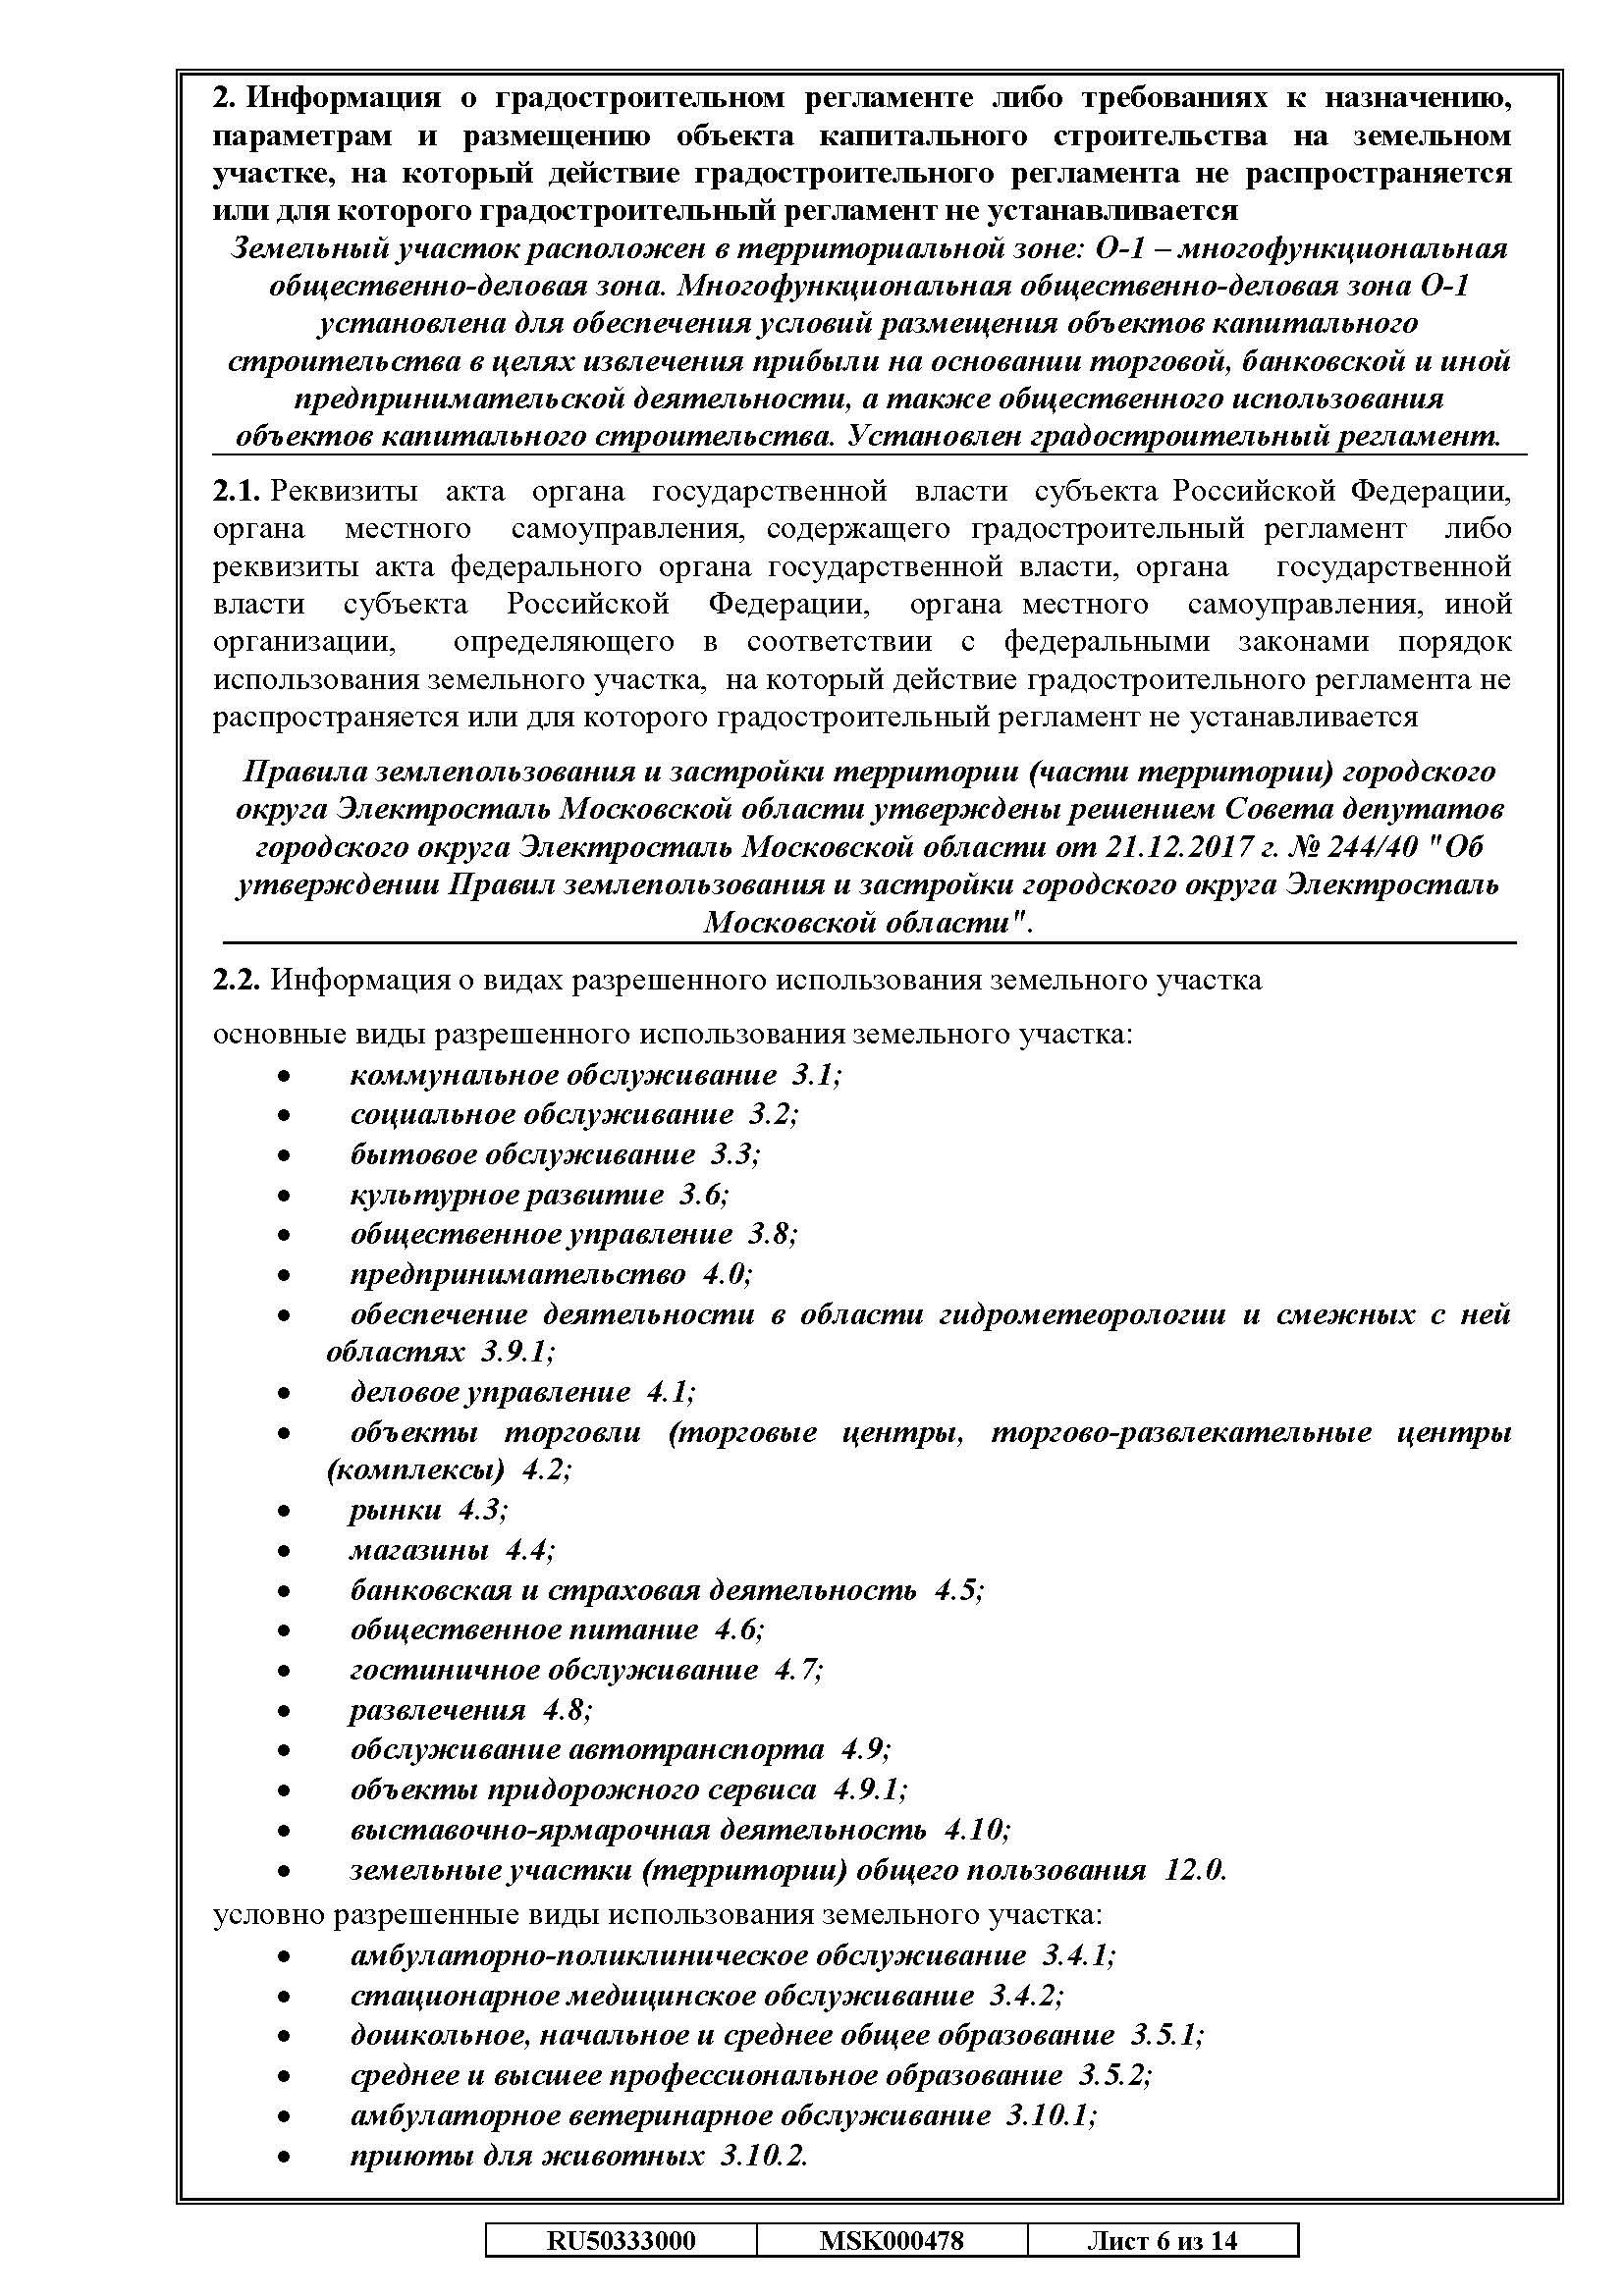 2. Информация о градостроительном регламенте либо требованиях к назначению,
параметрам и размещению объекта капитального строительства на земельном
участке, на который действие градостроительного регламента не распространяется
или для которого градостроительный регламент не устанавливается
Земельный участок расположен в территориальной зоне: О-1 – многофункциональная
общественно-деловая зона. Многофункциональная общественно-деловая зона О-1
установлена для обеспечения условий размещения объектов капитального
строительства в целях извлечения прибыли на основании торговой, банковской и иной
предпринимательской деятельности, а также общественного использования
объектов капитального строительства. Установлен градостроительный регламент.
2.1. Реквизиты акта органа государственной власти субъекта Российской Федерации,
органа местного самоуправления, содержащего градостроительный регламент либо
реквизиты акта федерального органа государственной власти, органа государственной
власти субъекта Российской Федерации, органа местного самоуправления, иной
организации, определяющего в соответствии с федеральными законами порядок
использования земельного участка, на который действие градостроительного регламента не
распространяется или для которого градостроительный регламент не устанавливается
Правила землепользования и застройки территории (части территории) городского
округа Электросталь Московской области утверждены решением Совета депутатов
городского округа Электросталь Московской области от 21.12.2017 г. № 244/40 "Об
утверждении Правил землепользования и застройки городского округа Электросталь
Московской области".
2.2. Информация о видах разрешенного использования земельного участка
основные виды разрешенного использования земельного участка:
• коммунальное обслуживание 3.1;
• социальное обслуживание 3.2;
• бытовое обслуживание 3.3;
• культурное развитие 3.6;
• общественное управление 3.8;
• предпринимательство 4.0;
• обеспечение деятельности в области гидрометеорологии и смежных с ней
областях 3.9.1;
• деловое управление 4.1;
• объекты торговли (торговые центры, торгово-развлекательные центры
(комплексы) 4.2;
• рынки 4.3;
• магазины 4.4;
• банковская и страховая деятельность 4.5;
• общественное питание 4.6;
• гостиничное обслуживание 4.7;
• развлечения 4.8;
• обслуживание автотранспорта 4.9;
• объекты придорожного сервиса 4.9.1;
• выставочно-ярмарочная деятельность 4.10;
• земельные участки (территории) общего пользования 12.0.
условно разрешенные виды использования земельного участка:
• амбулаторно-поликлиническое обслуживание 3.4.1;
• стационарное медицинское обслуживание 3.4.2;
• дошкольное, начальное и среднее общее образование 3.5.1;
• среднее и высшее профессиональное образование 3.5.2;
• амбулаторное ветеринарное обслуживание 3.10.1;
• приюты для животных 3.10.2.
RU50333000 MSK000478 Лист 6 из 14